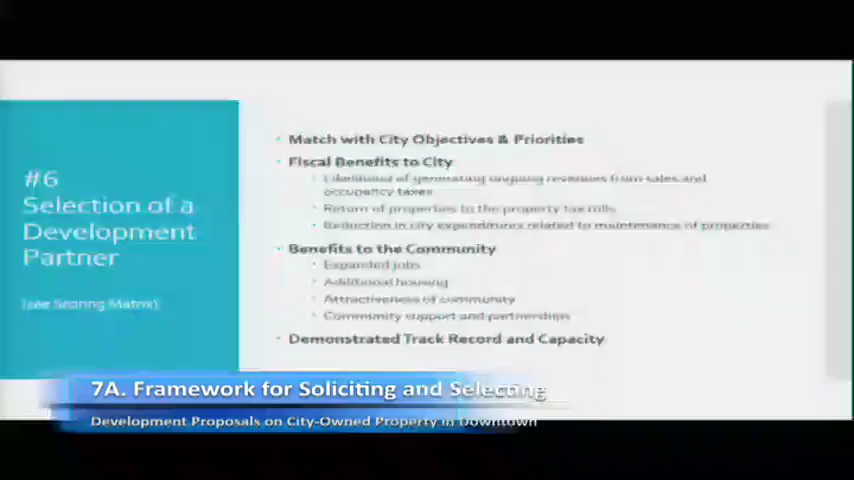 #6
Selection of a
Development
Partner
(see Scoring Matrix)
Match with City Objectives & Priorities
Fiscal Benefits to City
Likelihood of generating ongoing revenues from sales and
occupancy taxes
Return of properties to the property tax rolls
Reduction in city expenditures related to maintenance of properties
Benefits to the Community
Expanded jobs
Additional housing
Attractiveness of community
Community support and partnerships
Demonstrated Track Record and Capacity
7A. Framework for Soliciting and Selecting
Development Proposals on City-Owned Property in Downtown